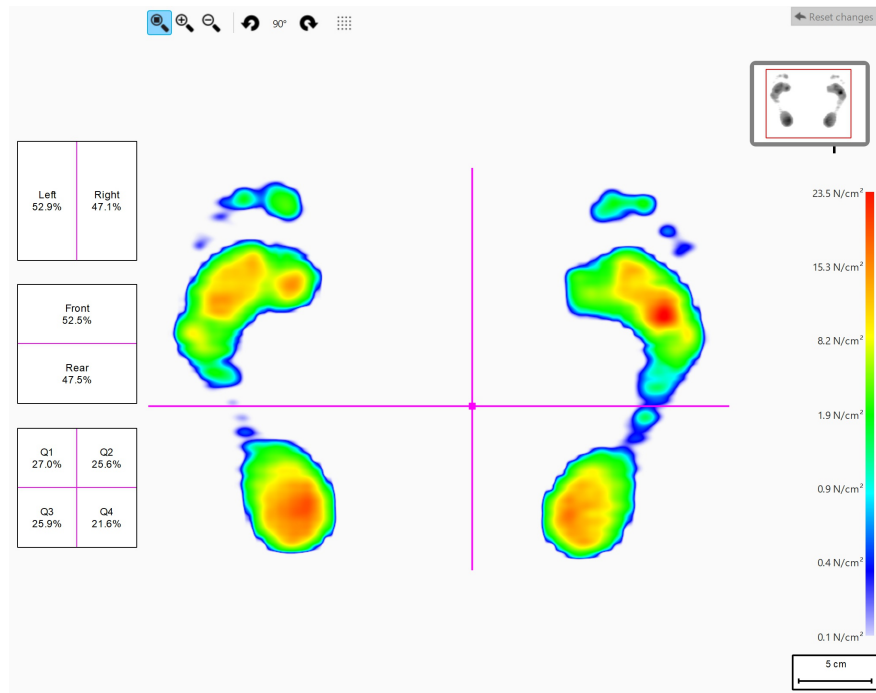 90°
Reset changes
Left
52.9%
Right
47.1%
Front
52.5%
Rear
47.5%
Q1
27.0%
Q2
25.6%
Q3
25.9%
Q4
21.6%
23.5 N/cm²
15.3 N/cm²
8.2 N/cm²
1.9 N/cm²
0.9 N/cm²
0.4 N/cm²
0.1 N/cm²
5 cm